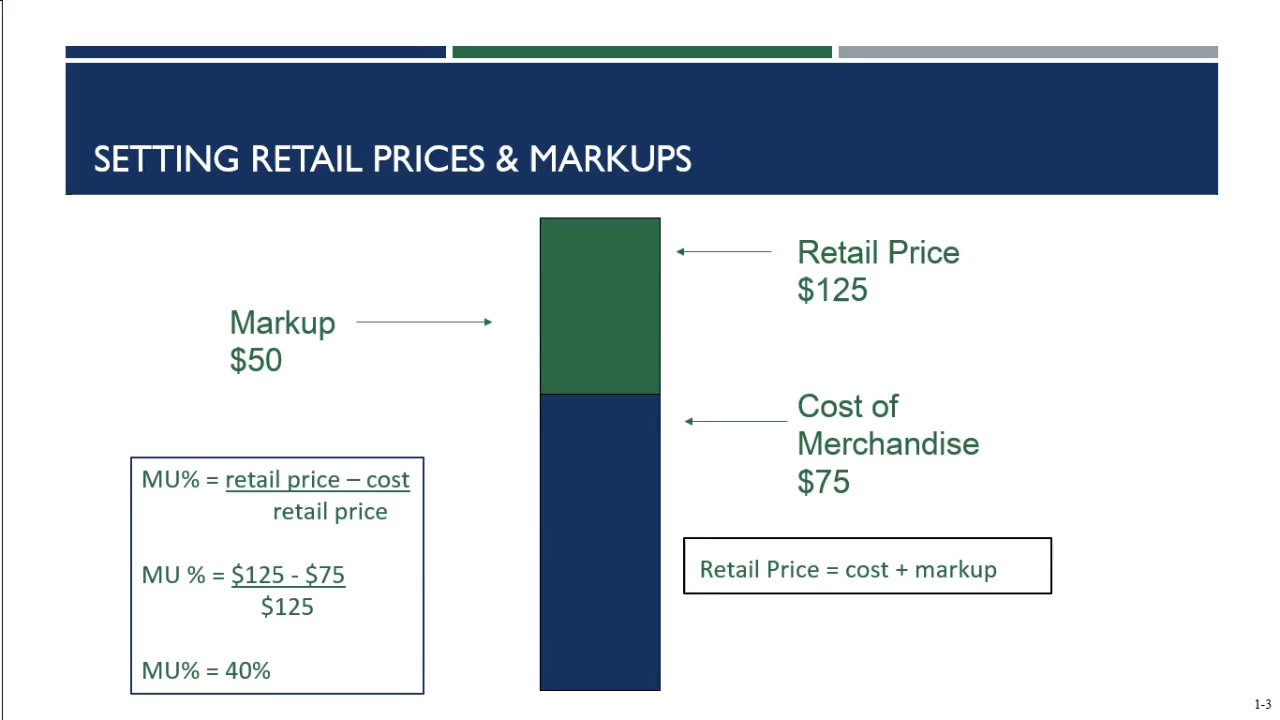 SETTING RETAIL PRICES & MARKUPS
Retail Price
$125
Markup
$50
Cost of
Merchandise
$75
MU% = retail price – cost
retail price
MU % = $125 - $75
$125
MU% = 40%
Retail Price = cost + markup
1-3